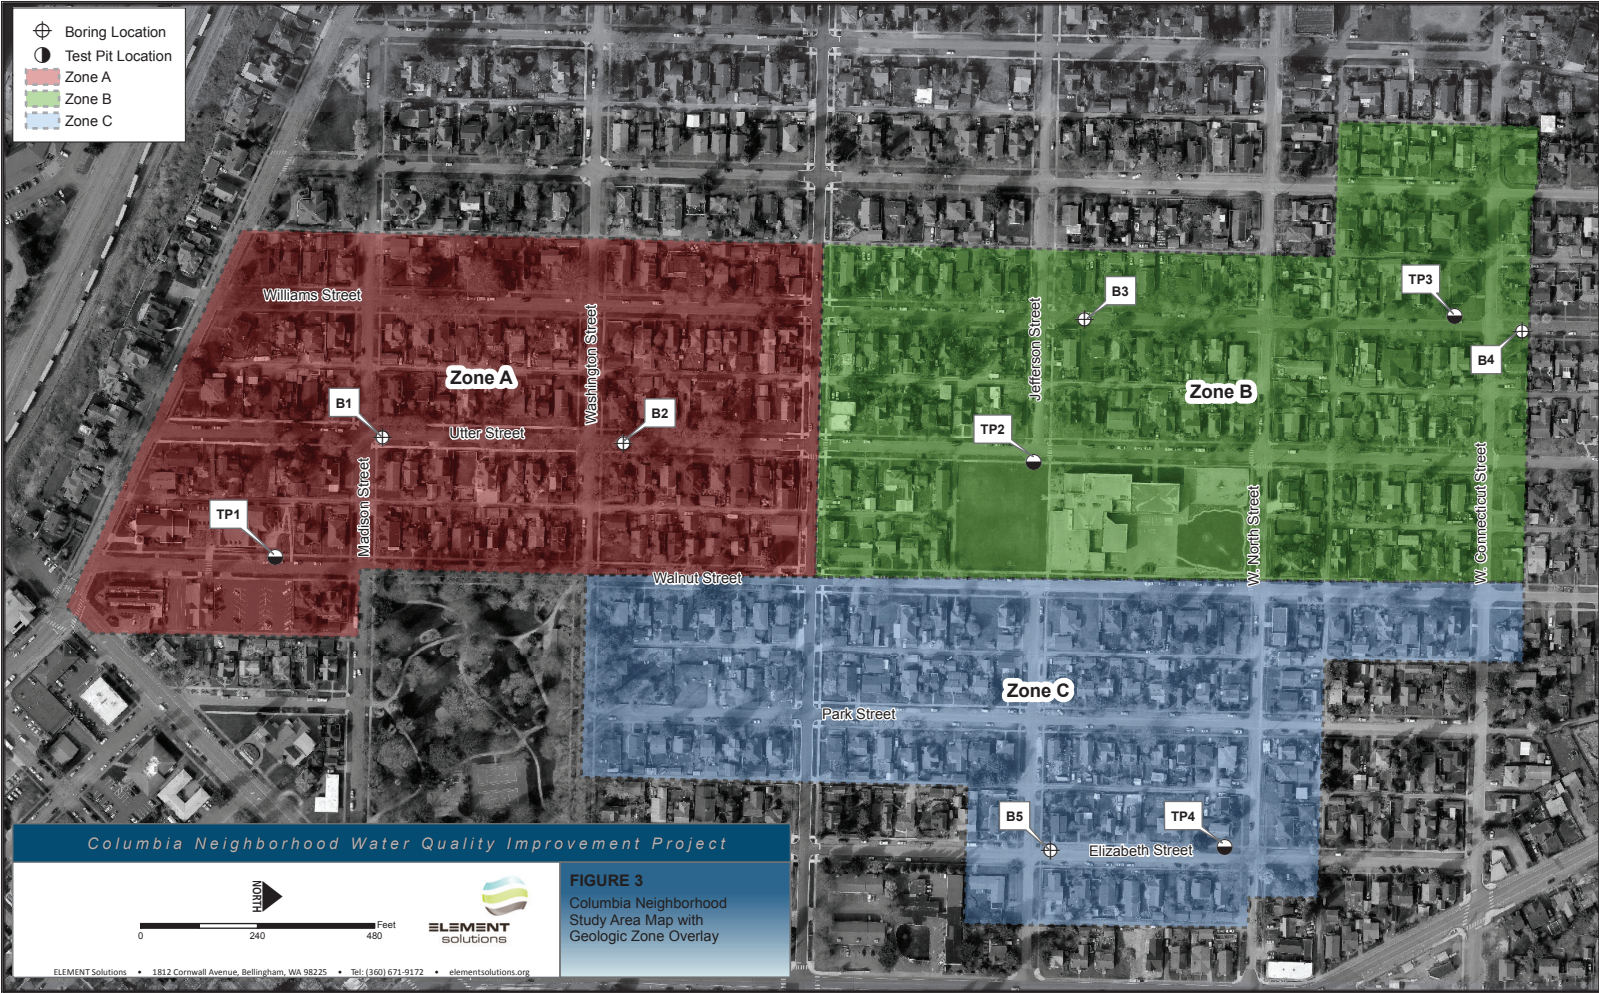 Boring Location
Test Pit Location
Zone A
Zone B
Zone C
Williams Street
Washington Street
Jefferson Street
B3
TP3
B4
Zone A
Zone B
B1
B2
Utter Street
TP2
Madison Street
W. North Street
W. Connecticut Street
TP1
Walnut Street
Zone C
Park Street
B5
TP4
Elizabeth Street
Columbia Neighborhood Water Quality Improvement Project
NORTH
Feet
0 240 480
ELEMENT
solutions
FIGURE 3
Columbia Neighborhood
Study Area Map with
Geologic Zone Overlay
ELEMENT Solutions • 1812 Cornwall Avenue, Bellingham, WA 98225 • Tel: (360) 671-9172 • elementsolutions.org